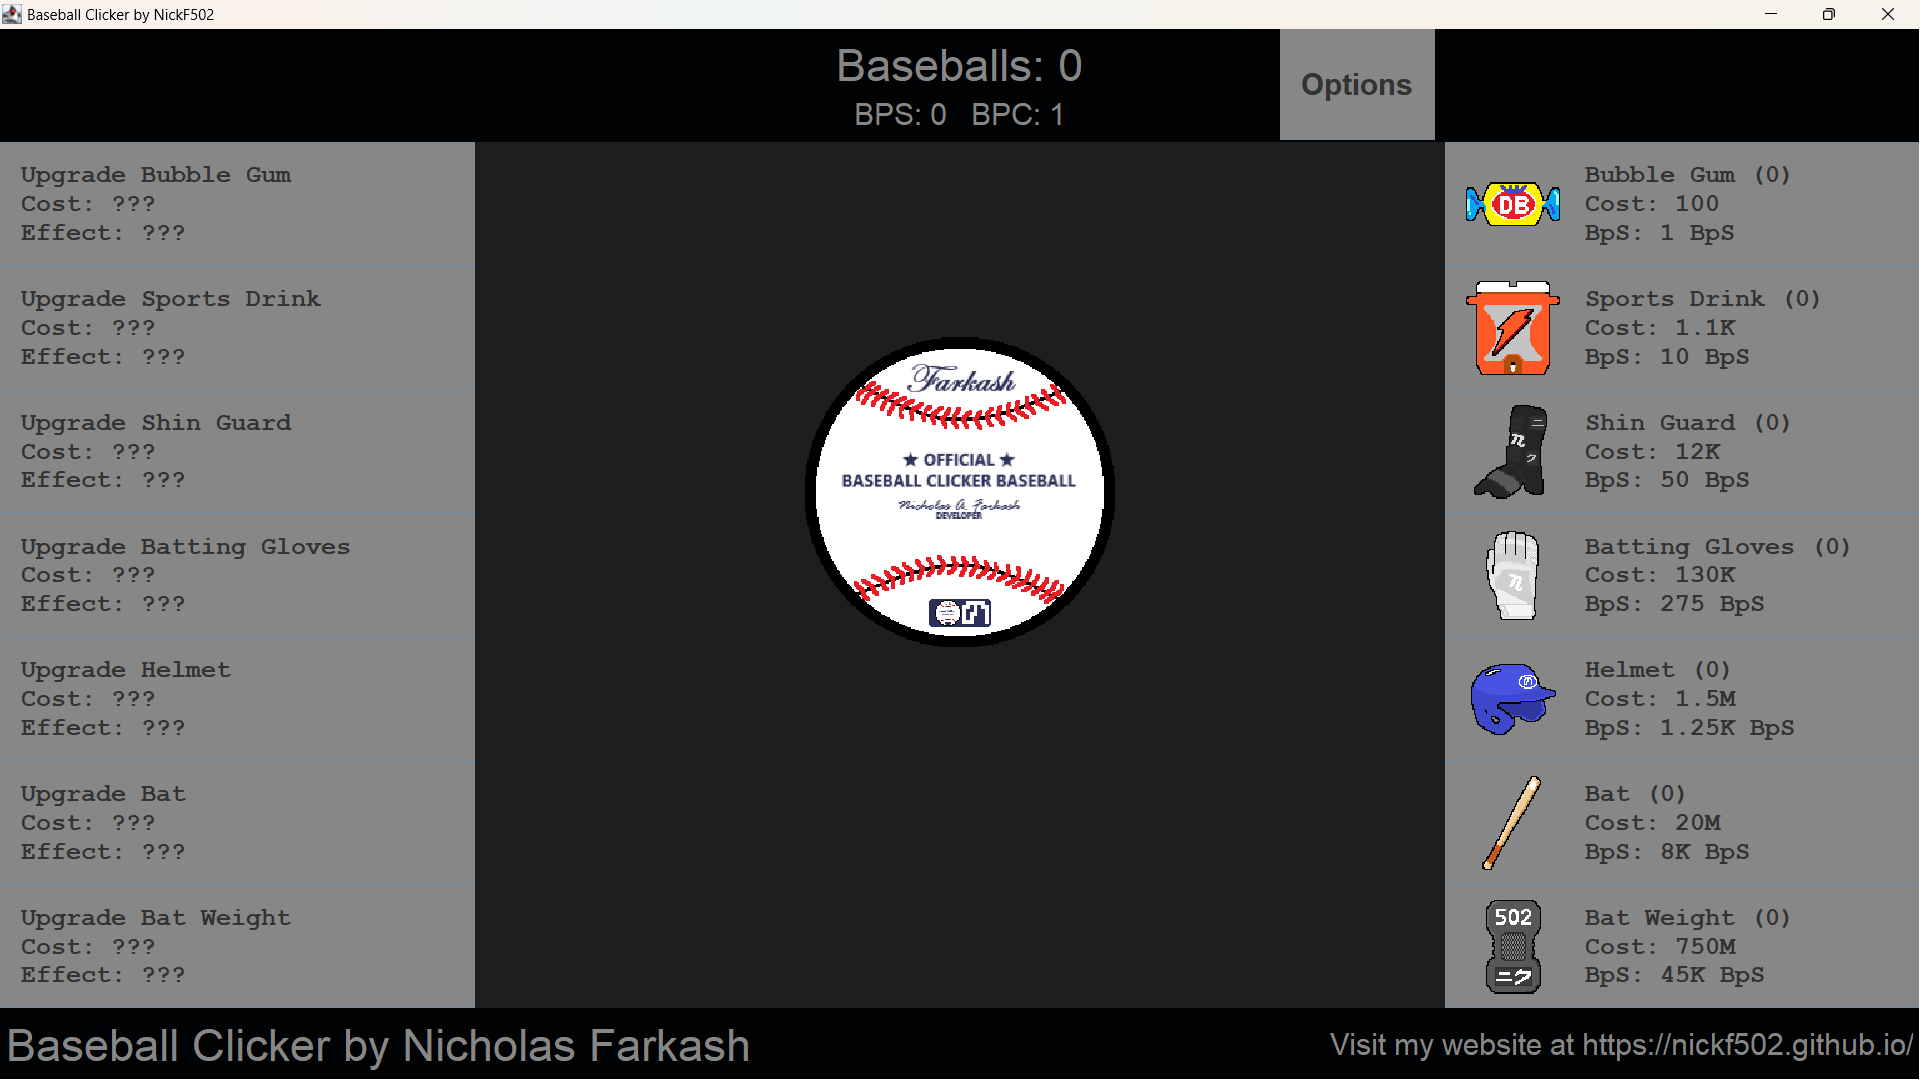 Baseball Clicker by NickF502
Baseballs: 0
BPS: 0 BPC: 1
Options
Upgrade Bubble Gum
Cost: ???
Effect: ???
Upgrade Sports Drink
Cost: ???
Effect: ???
Upgrade Shin Guard
Cost: ???
Effect: ???
Upgrade Batting Gloves
Cost: ???
Effect: ???
Upgrade Helmet
Cost: ???
Effect: ???
Upgrade Bat
Cost: ???
Effect: ???
Upgrade Bat Weight
Cost: ???
Effect: ???
Farkash
★ OFFICIAL ★
BASEBALL CLICKER BASEBALL
Nicholas A. Farkash
DEVELOPER
DB
Bubble Gum (0)
Cost: 100
BpS: 1 BpS
Sports Drink (0)
Cost: 1.1K
BpS: 10 BpS
ニ
n
ク
Shin Guard (0)
Cost: 12K
BpS: 50 BpS
n
Batting Gloves (0)
Cost: 130K
BpS: 275 BpS
Helmet (0)
Cost: 1.5M
BpS: 1.25K BpS
Bat (0)
Cost: 20M
BpS: 8K BpS
502
ニク
Bat Weight (0)
Cost: 750M
BpS: 45K BpS
Baseball Clicker by Nicholas Farkash
Visit my website at https://nickf502.github.io/